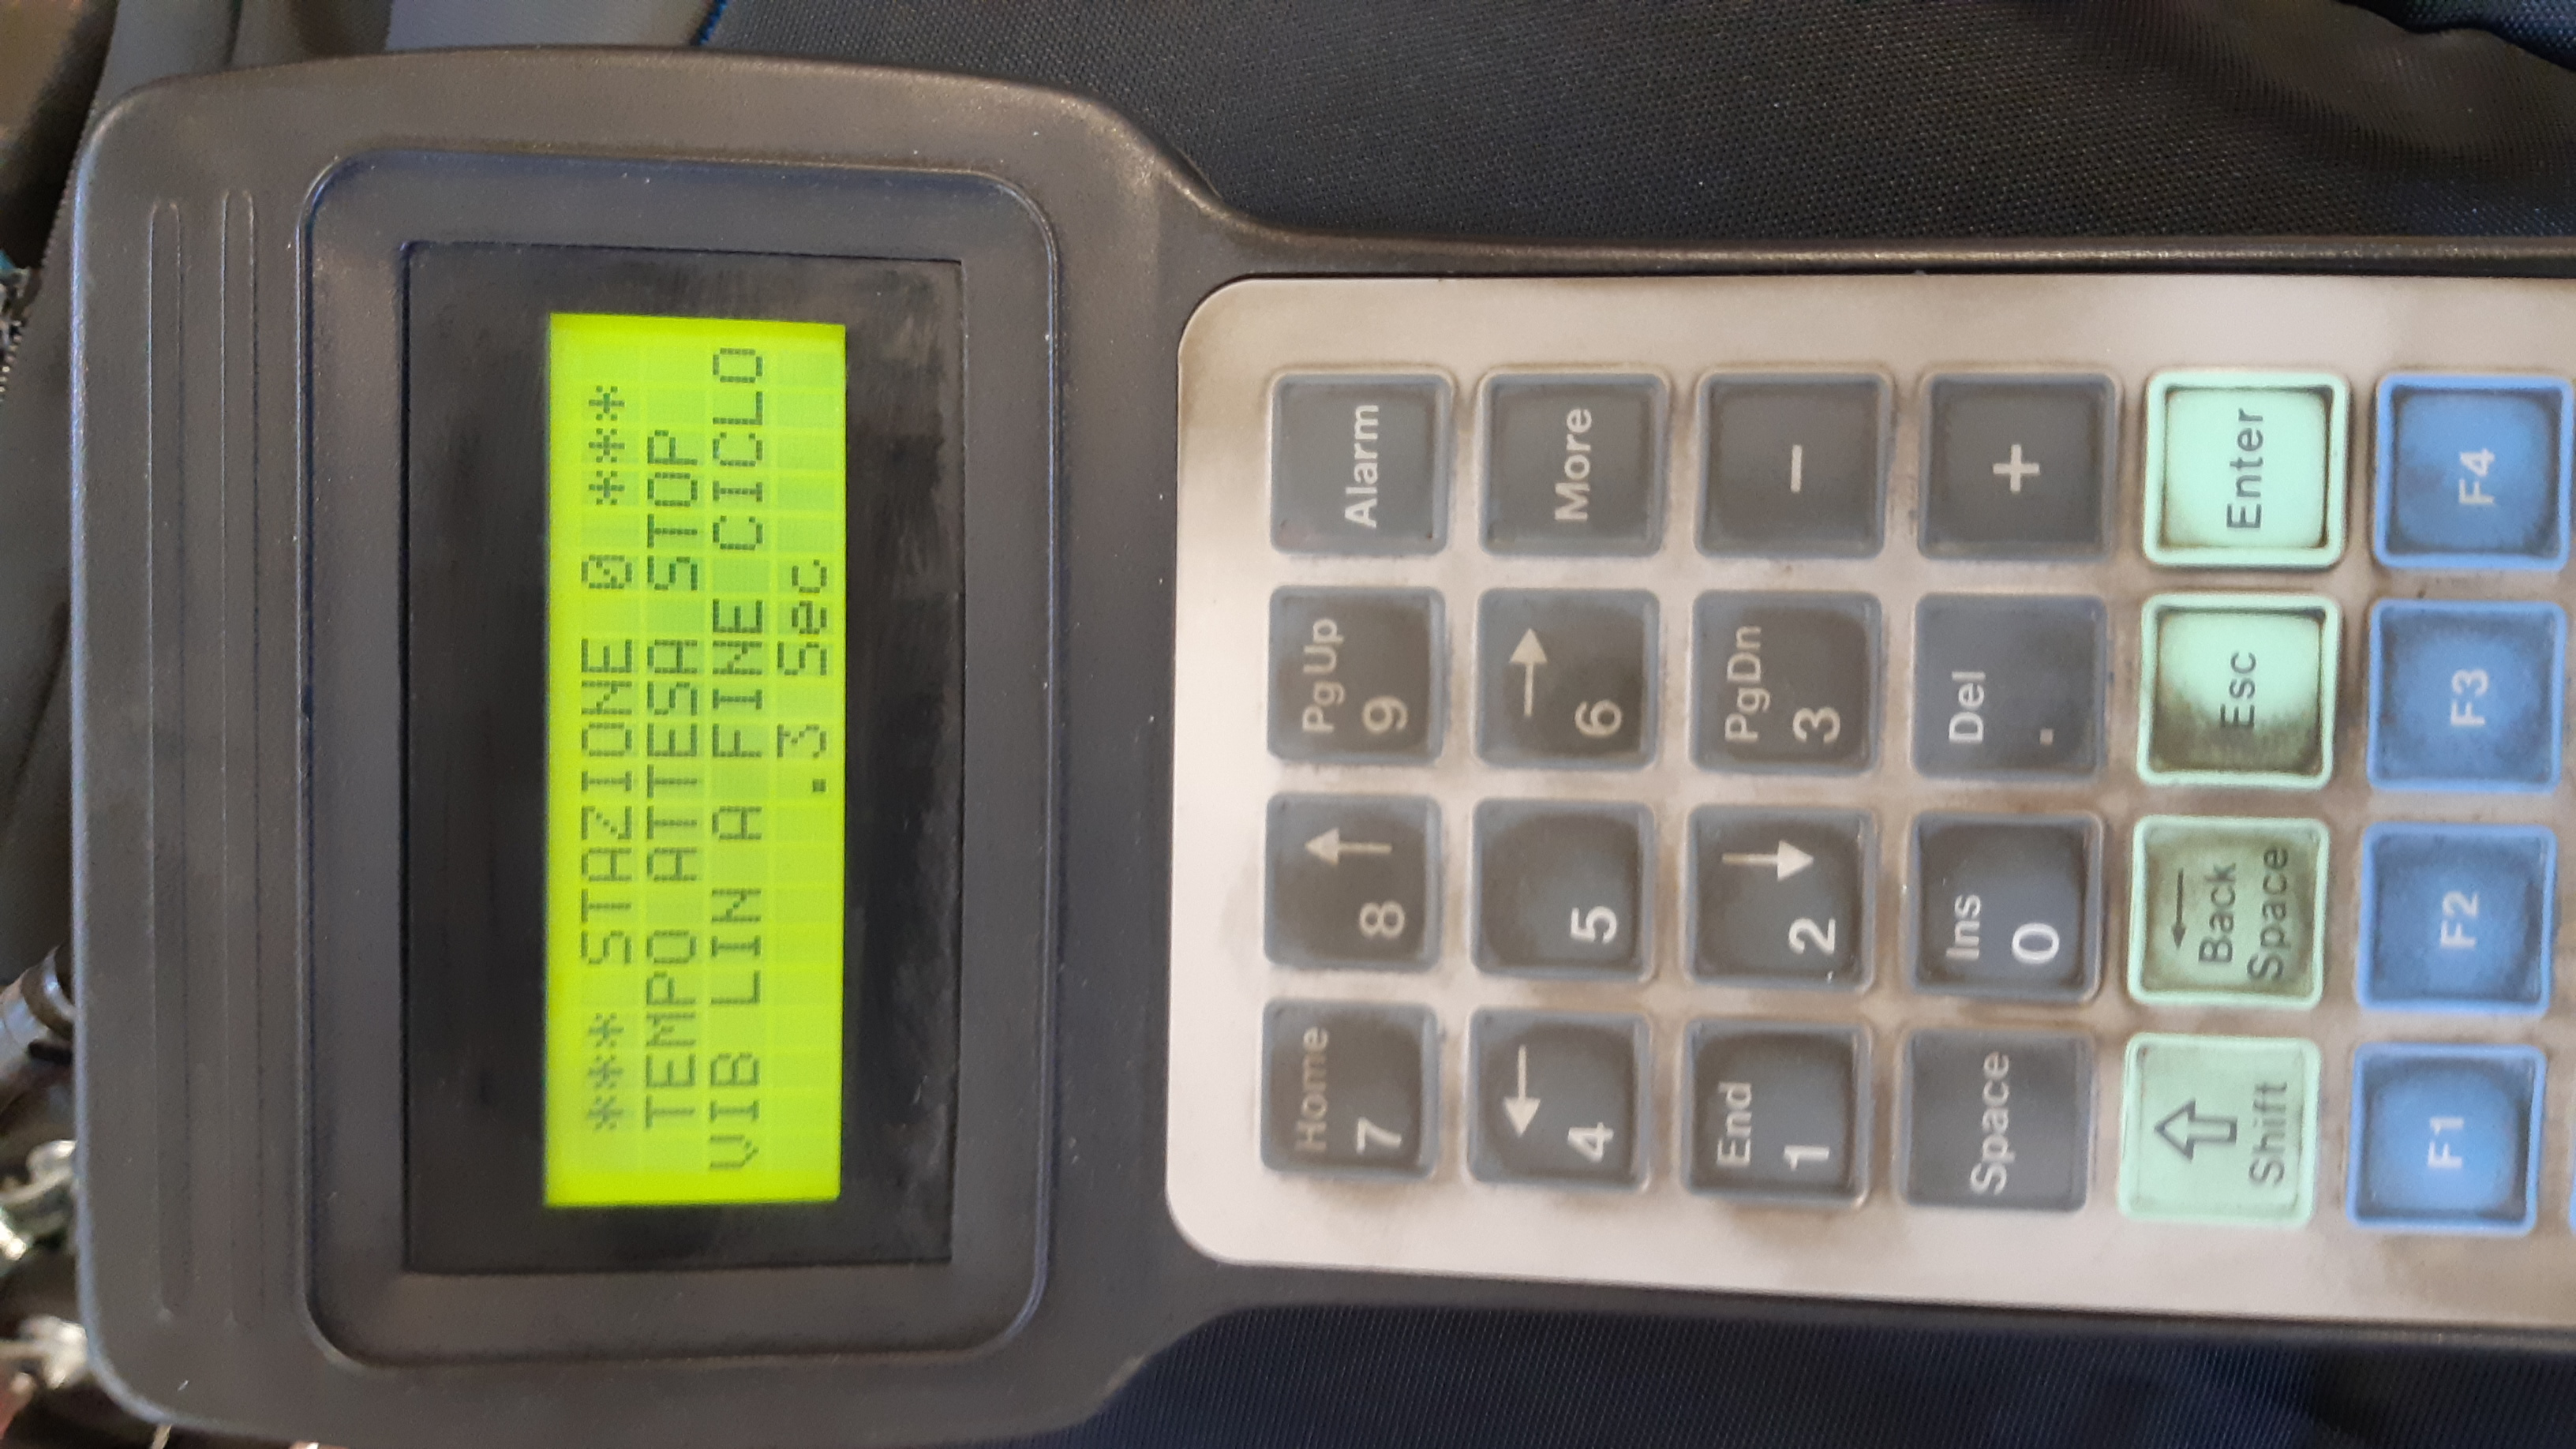 *** STAZIONE 0 ***
TEMPO ATTESA STOP
VIB LIN A FINE CICLO
.3 Sec
Home
7
8
PgUp
9
Alarm
4
5
6
More
End
1
2
PgDn
3
-
Space
Ins
0
Del
.
+
Shift
Back
Space
Esc
Enter
F1
F2
F3
F4